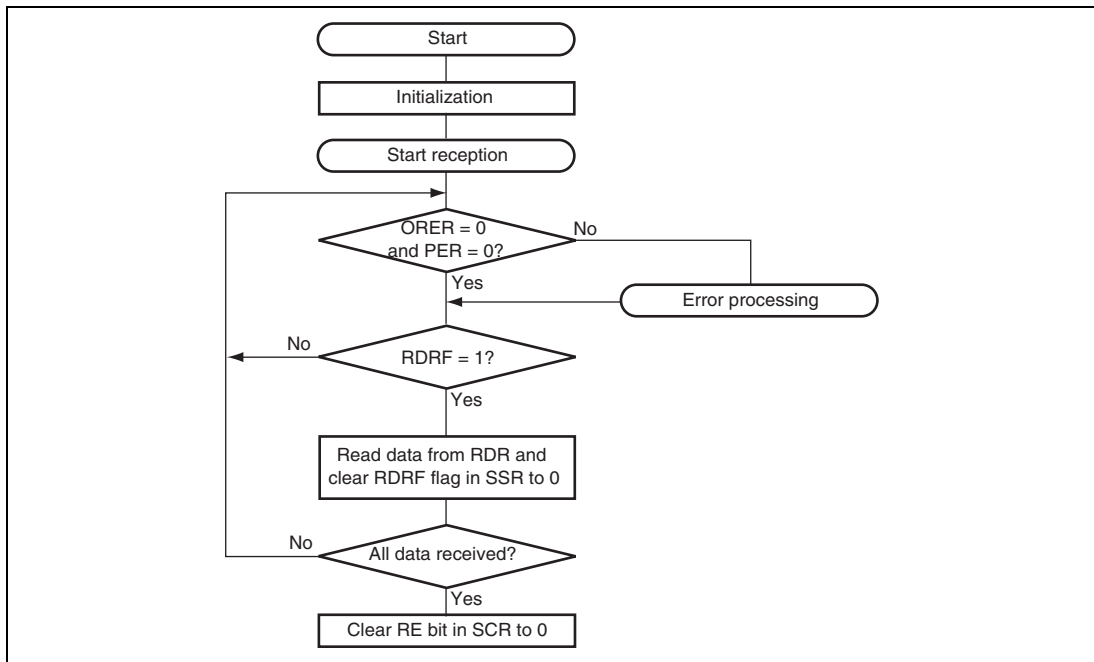 Start
Initialization
Start reception
ORER = 0
and PER = 0?
No
Yes
Error processing
No
RDRF = 1?
Yes
Read data from RDR and
clear RDRF flag in SSR to 0
No
All data received?
Yes
Clear RE bit in SCR to 0